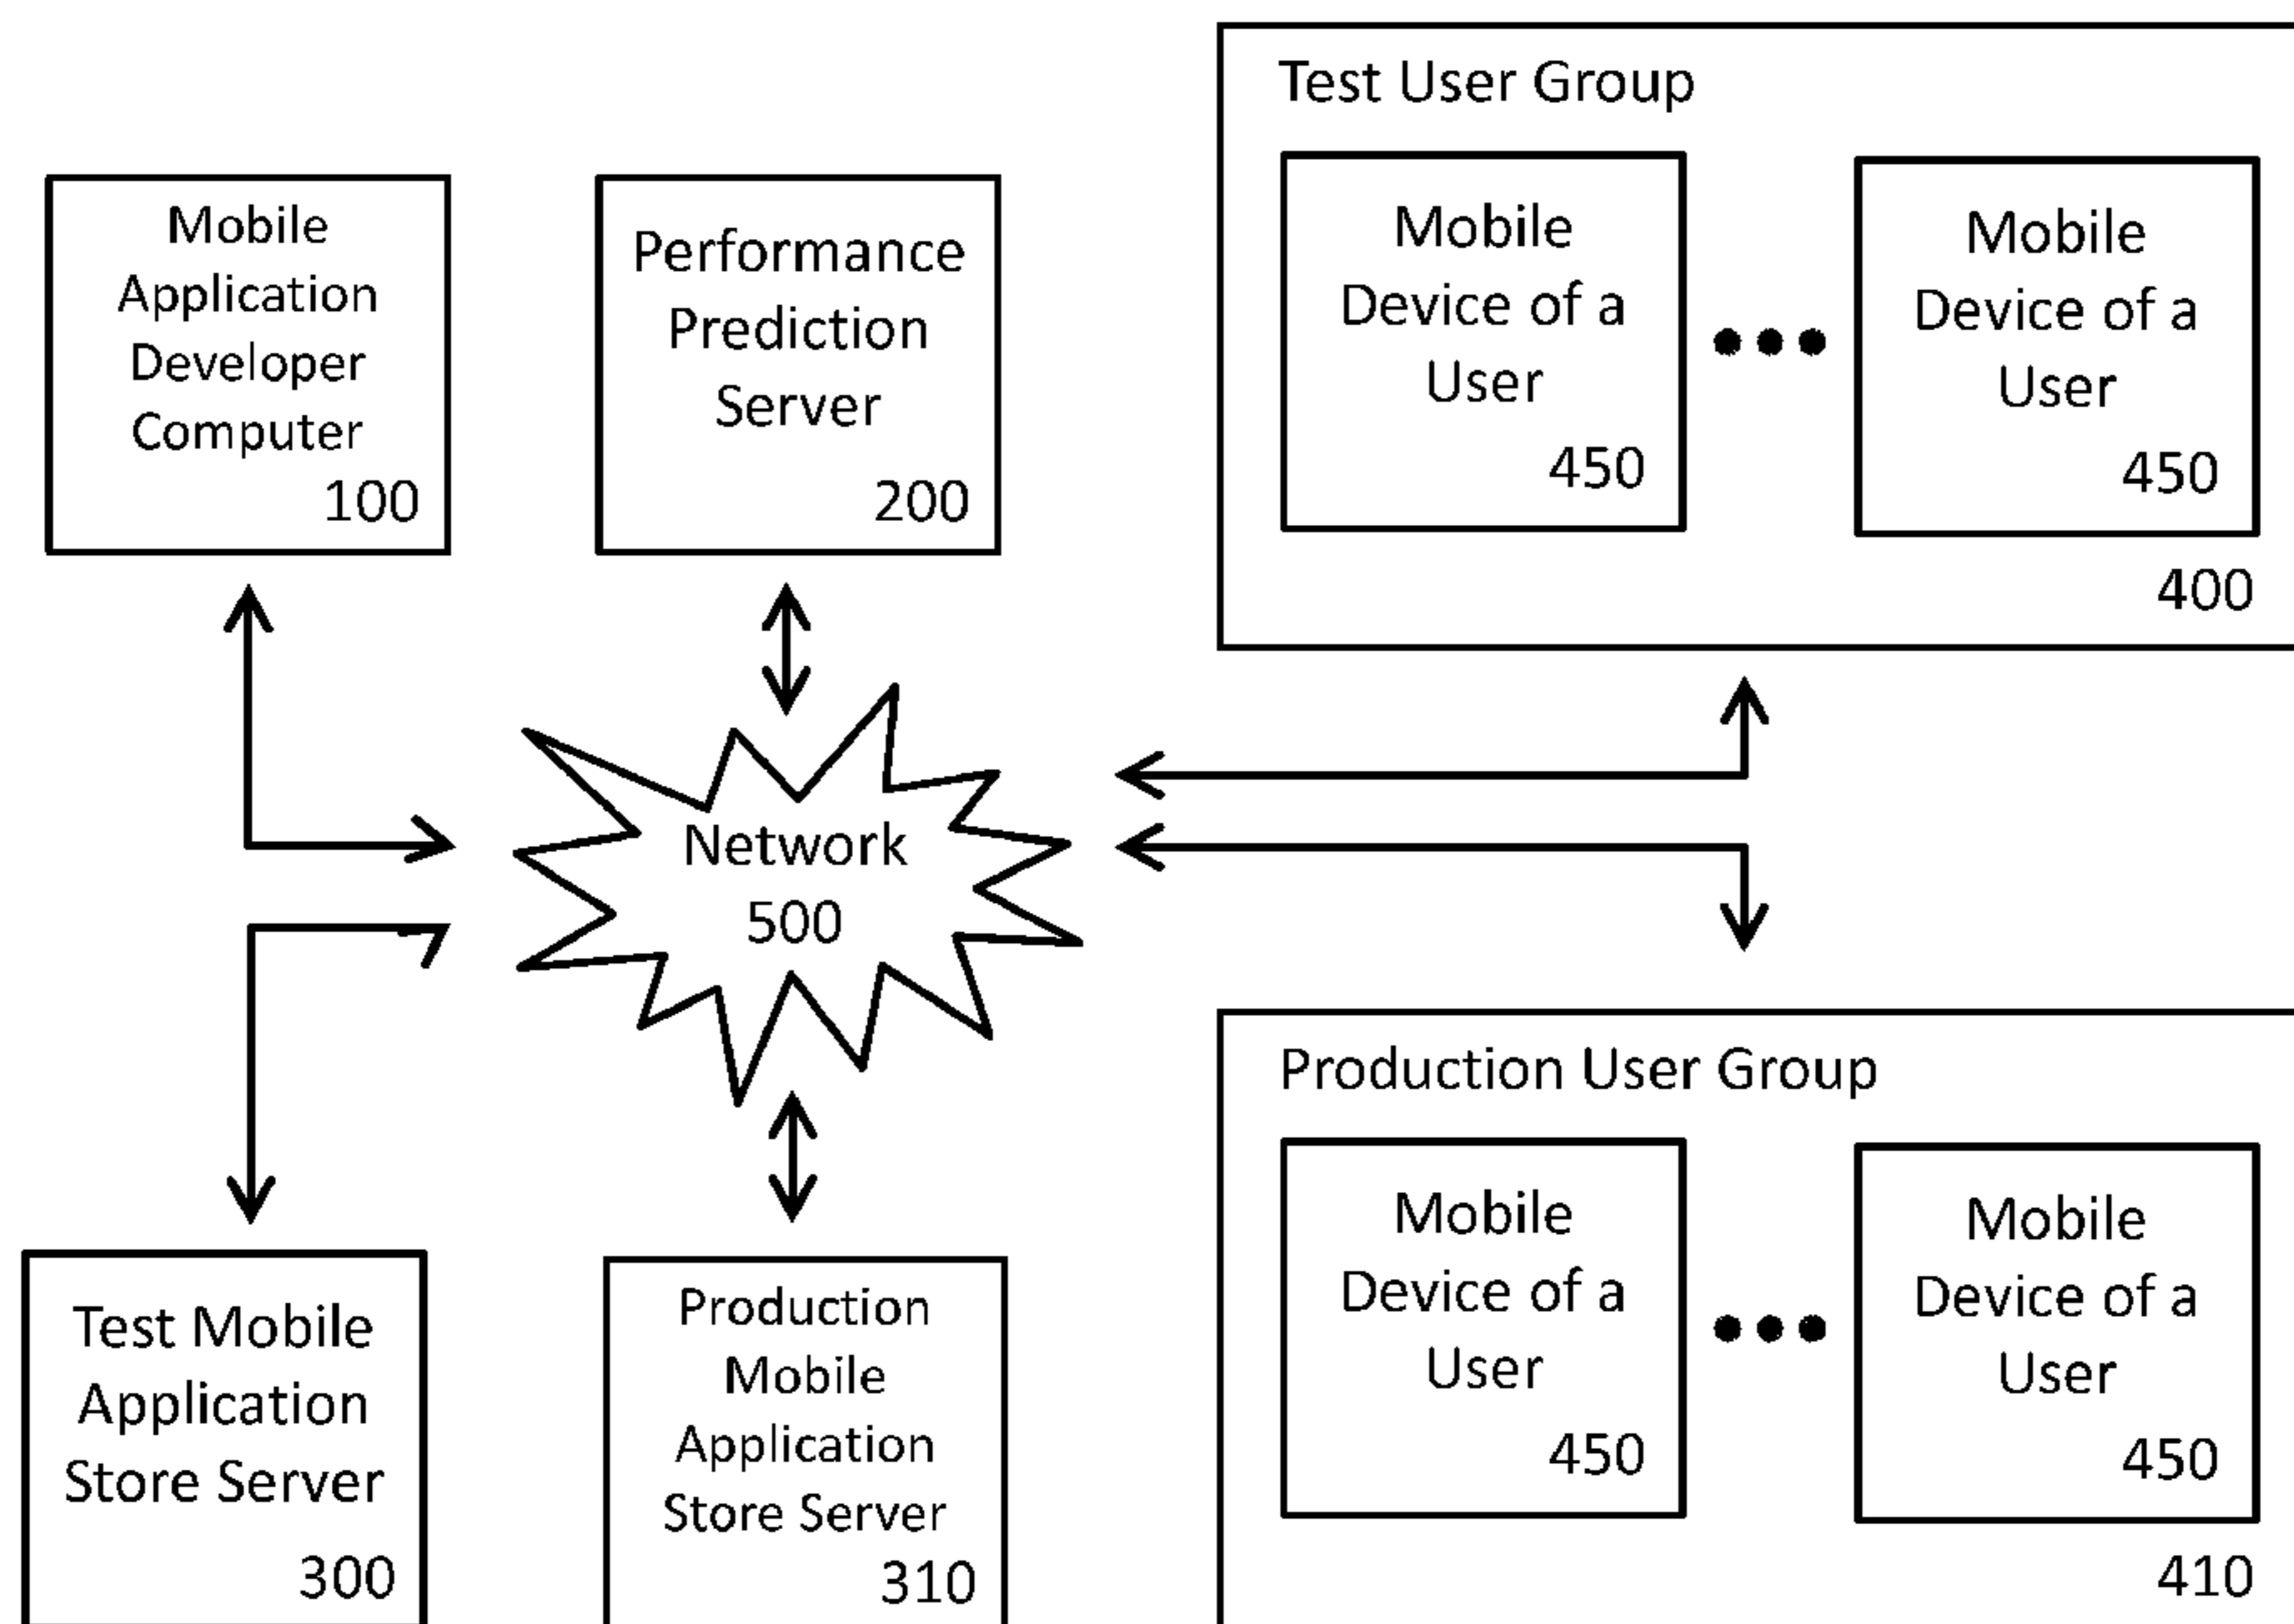 Mobile
Application
Developer
Computer
100
Performance
Prediction
Server
200
Test User Group
Mobile
Device of a
User
450
Mobile
Device of a
User
450
400
Network
500
Test Mobile
Application
Store Server
300
Production
Mobile
Application
Store Server
310
Production User Group
Mobile
Device of a
User
450
Mobile
Device of a
User
450
410